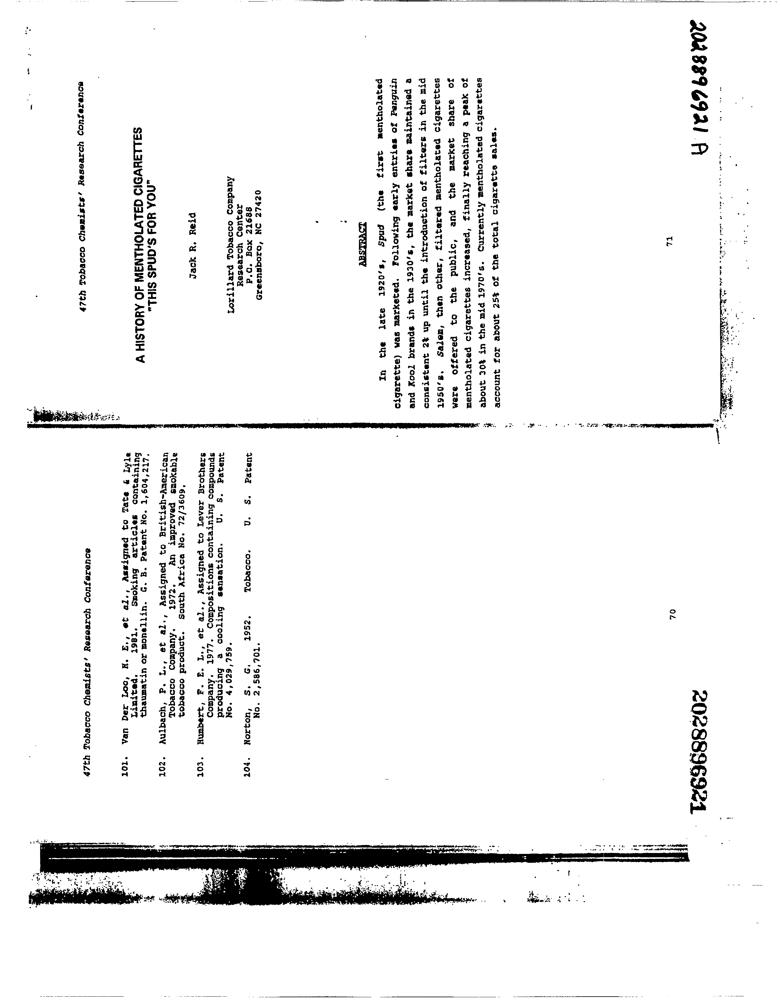 47th Tobacco Chemists' Research Conference
101. Van Der Loo, H. E., et al., Assigned to Tate & Lyle
Limited. 1981. Smoking articles containing
thaumatin or monellin. G. B. Patent No. 1,604,217.
102. Aulbach, P. L., et al., Assigned to British-American
Tobacco Company. 1972. An improved smokable
tobacco product. South Africa No. 72/3609.
103. Humbert, F. E. L., et al., Assigned to Lever Brothers
Company. 1977. Compositions containing compounds
producing a cooling sensation. U. S. Patent
No. 4,029,759.
104. Norton, S. G. 1952. Tobacco. U. S. Patent
No. 2,586,701.
70
2028896921
47th Tobacco Chemists' Research Conference
A HISTORY OF MENTHOLATED CIGARETTES
"THIS SPUD'S FOR YOU"
Jack R. Reid
Lorillard Tobacco Company
Research Center
P.O. Box 21688
Greensboro, NC 27420
ABSTRACT
In the late 1920's, Spud (the first mentholated
cigarette) was marketed. Following early entries of Penguin
and Kool brands in the 1930's, the market share maintained a
consistent 2% up until the introduction of filters in the mid
1950's. Salem, then other, filtered mentholated cigarettes
were offered to the public, and the market share of
mentholated cigarettes increased, finally reaching a peak of
about 30% in the mid 1970's. Currently mentholated cigarettes
account for about 25% of the total cigarette sales.
71
2028896921 A